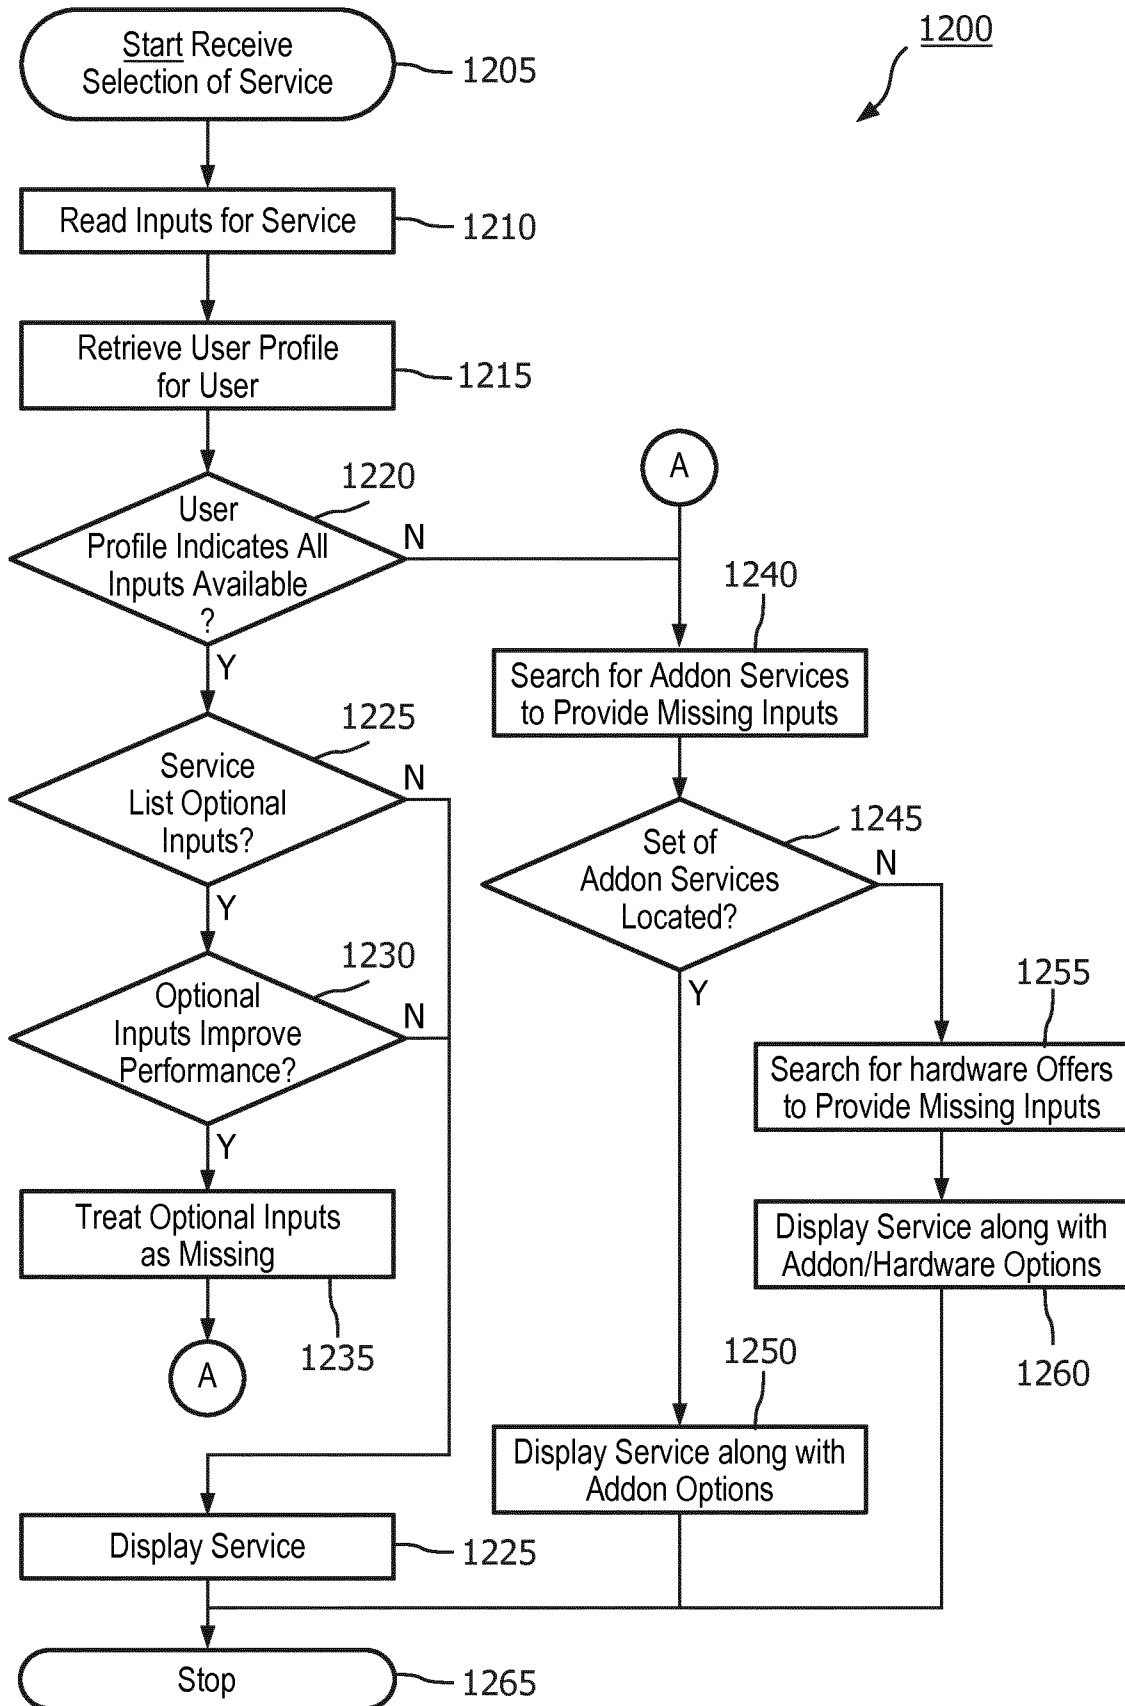 1200
Start Receive
Selection of Service
1205
Read Inputs for Service
1210
Retrieve User Profile
for User
1215
1220
User
Profile Indicates All
Inputs Available
?
N
Y
1225
Service
List Optional
Inputs?
N
Y
1230
Optional
Inputs Improve
Performance?
N
Y
Treat Optional Inputs
as Missing
1235
A
Display Service
1225
Stop
1265
A
1240
Search for Addon Services
to Provide Missing Inputs
1245
Set of
Addon Services
Located?
N
Y
1250
Display Service along with
Addon Options
1255
Search for hardware Offers
to Provide Missing Inputs
Display Service along with
Addon/Hardware Options
1260